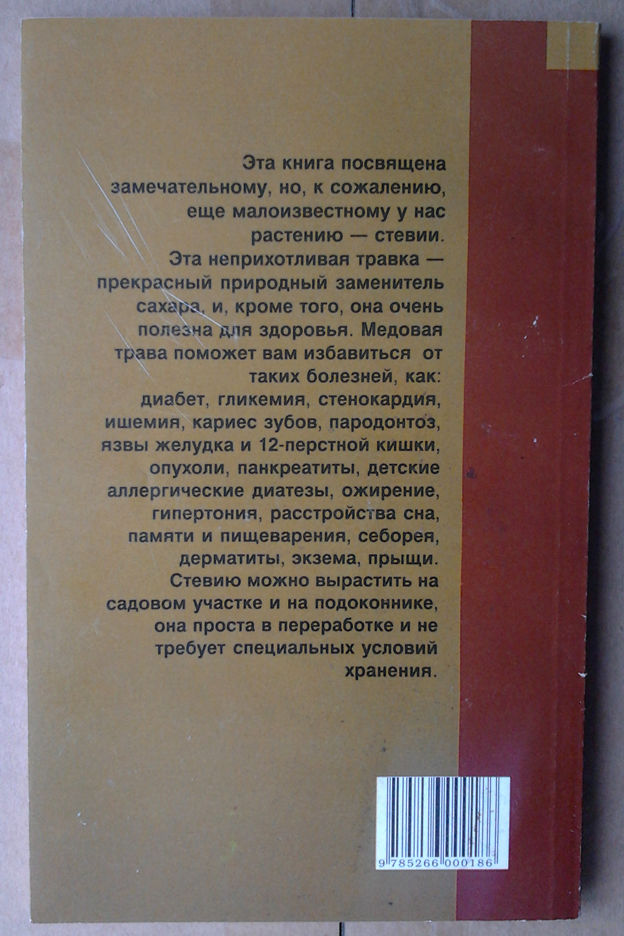 Эта книга посвящена
замечательному, но, к сожалению,
еще малоизвестному у нас
растению — стевии.
Эта неприхотливая травка —
прекрасный природный заменитель
сахара, и, кроме того, она очень
полезна для здоровья. Медовая
трава поможет вам избавиться от
таких болезней, как:
диабет, гликемия, стенокардия,
ишемия, кариес зубов, пародонтоз,
язвы желудка и 12-перстной кишки,
опухоли, панкреатиты, детские
аллергические диатезы, ожирение,
гипертония, расстройства сна,
памяти и пищеварения, себорея,
дерматиты, экзема, прыщи.
Стевию можно вырастить на
садовом участке и на подоконнике,
она проста в переработке и не
требует специальных условий
хранения.
9 785266 000186